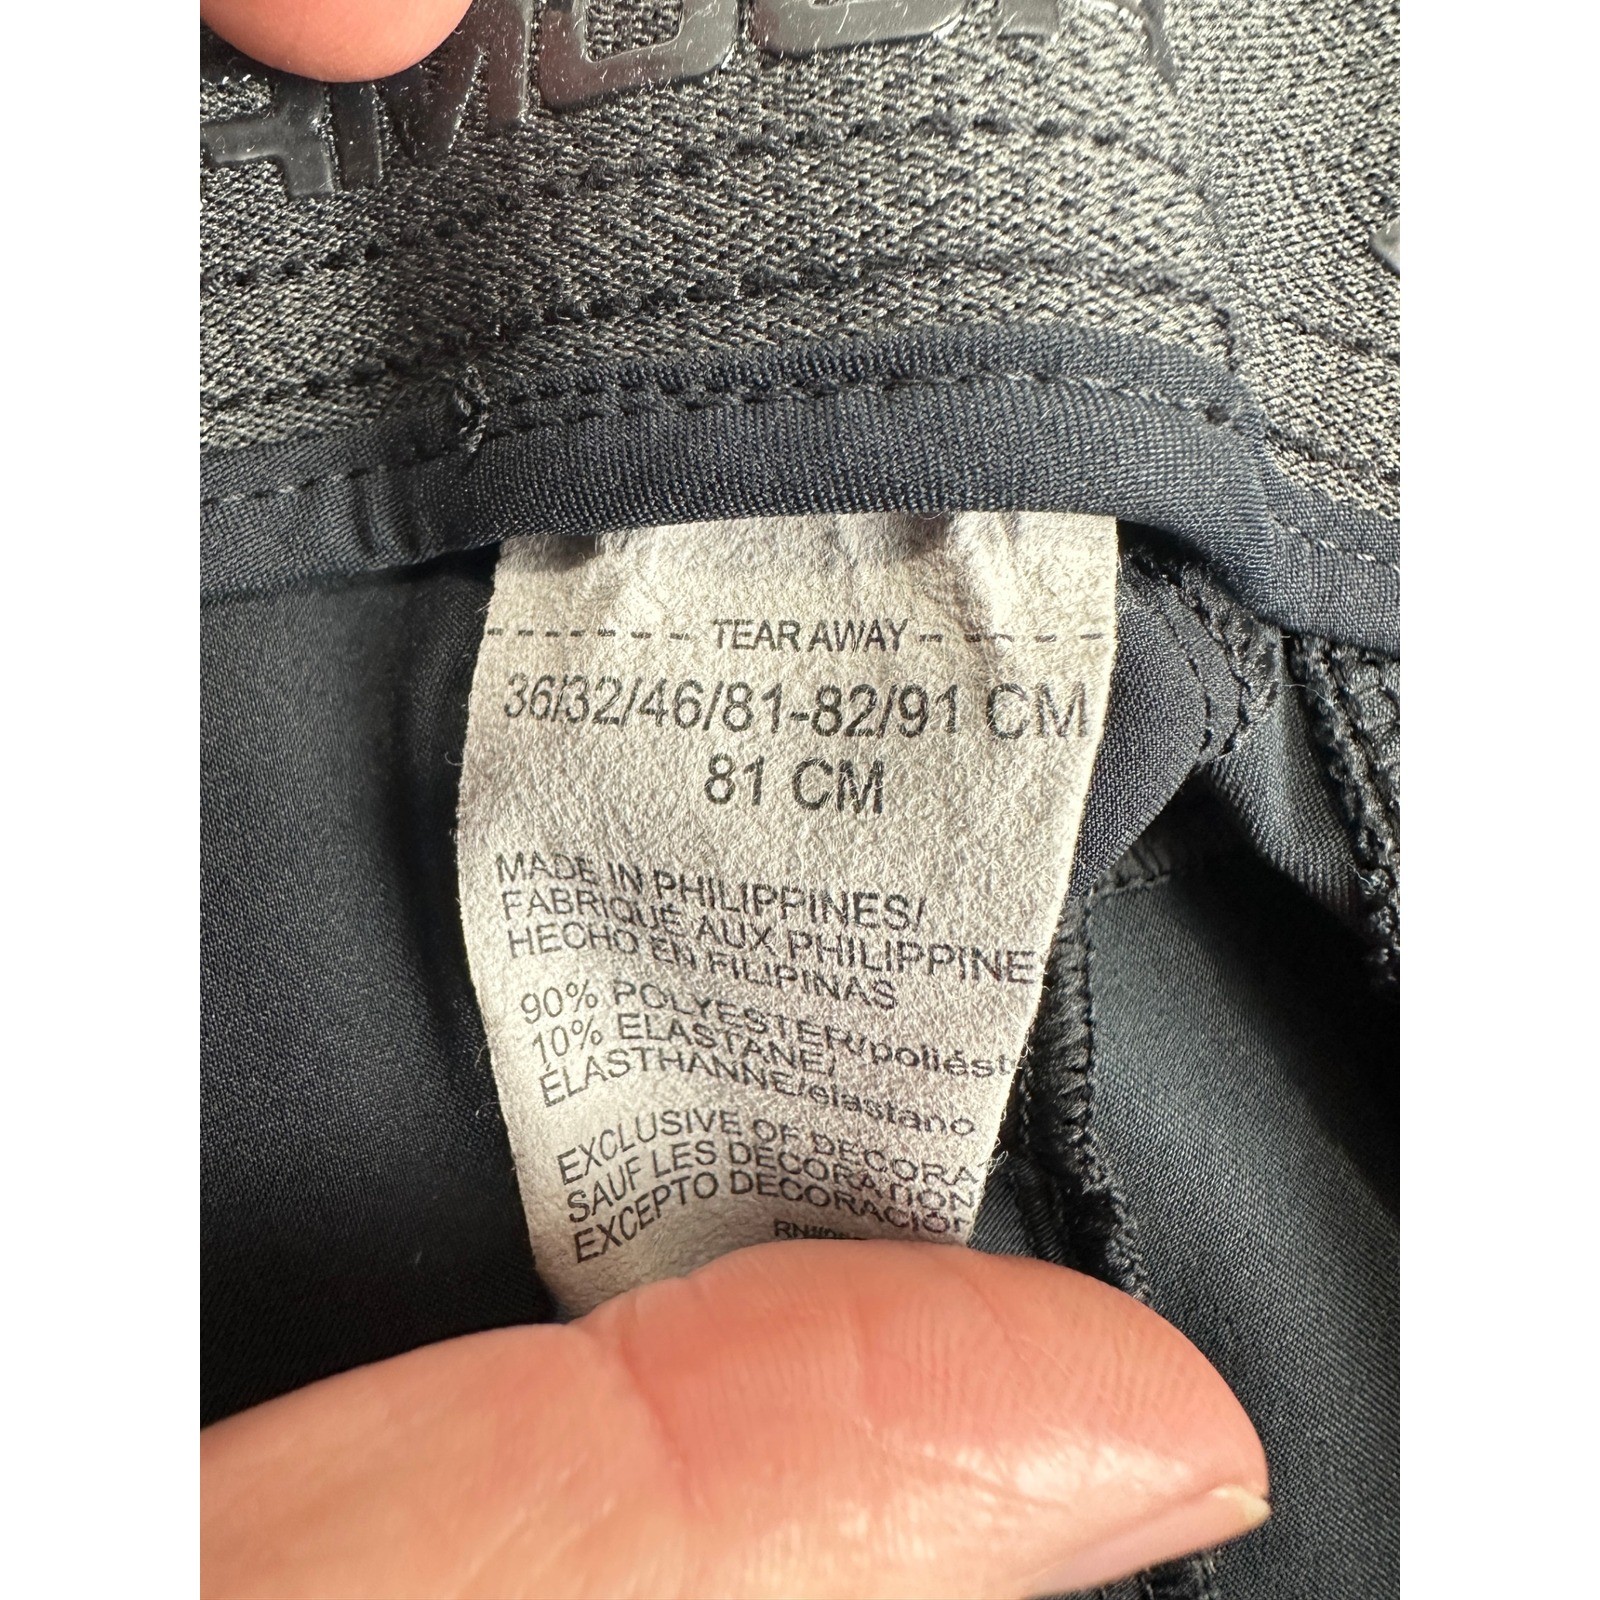 TEAR AWAY
36/32/46/81-82/91 CM
81 CM
MADE IN PHILIPPINES/
FABRIQUÉ AUX PHILIPPINE
HECHO EN FILIPINAS
90% POLYESTER/poliést
10% ELASTANE/
ÉLASTHANNE/elastano
EXCLUSIVE OF DECORA
SAUF LES DÉCORATION
EXCEPTO DECORACIÓN